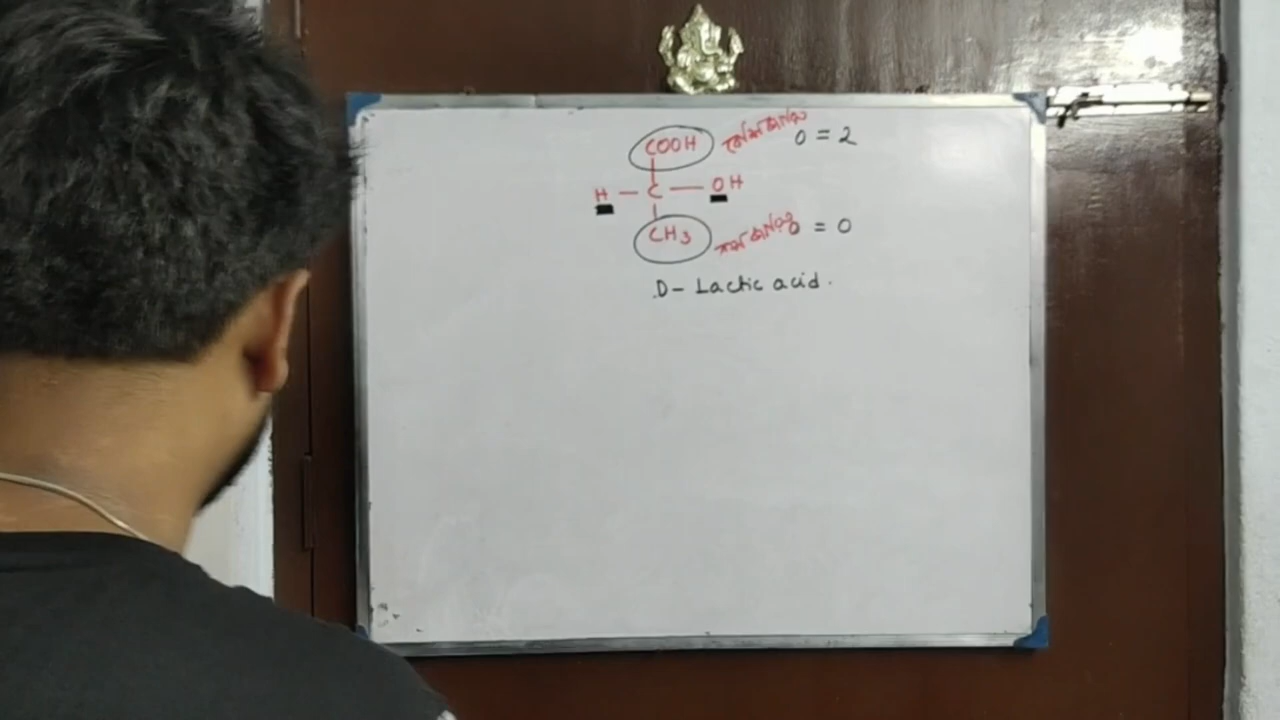 COOH O = 2
H — C — OH
CH3 = 0
D- Lactic acid.